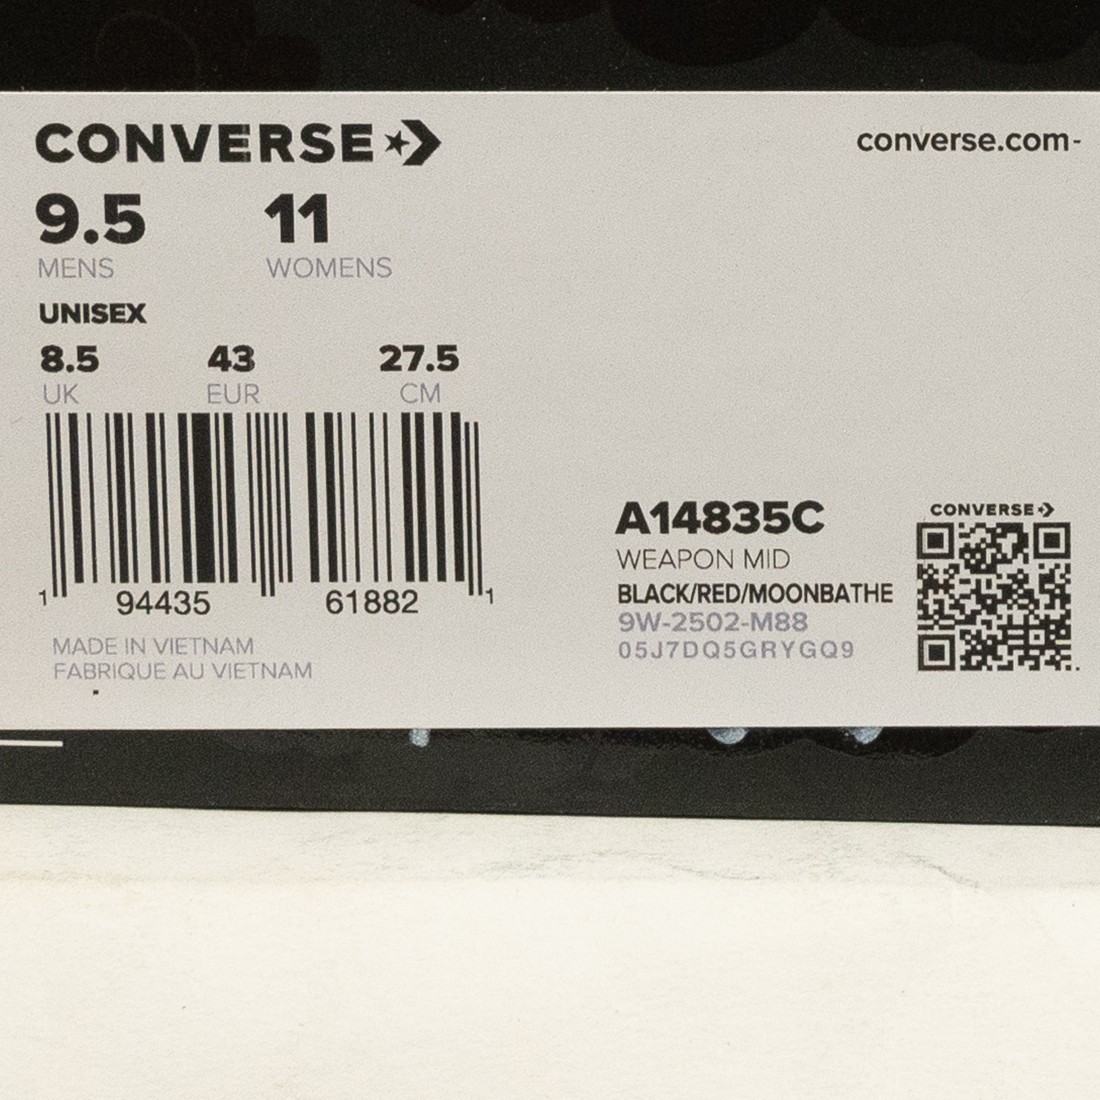 CONVERSE
converse.com-
9.5 11
MENS WOMENS
UNISEX
8.5 43 27.5
UK EUR CM
1 94435 61882 1
MADE IN VIETNAM
FABRIQUE AU VIETNAM
A14835C
WEAPON MID
BLACK/RED/MOONBATHE
9W-2502-M88
05J7DQ5GRYGQ9
CONVERSE